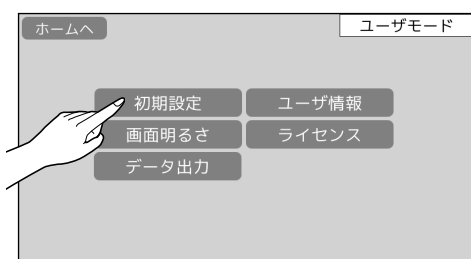 ホームへ
ユーザモード
初期設定
ユーザ情報
画面明るさ
ライセンス
データ出力